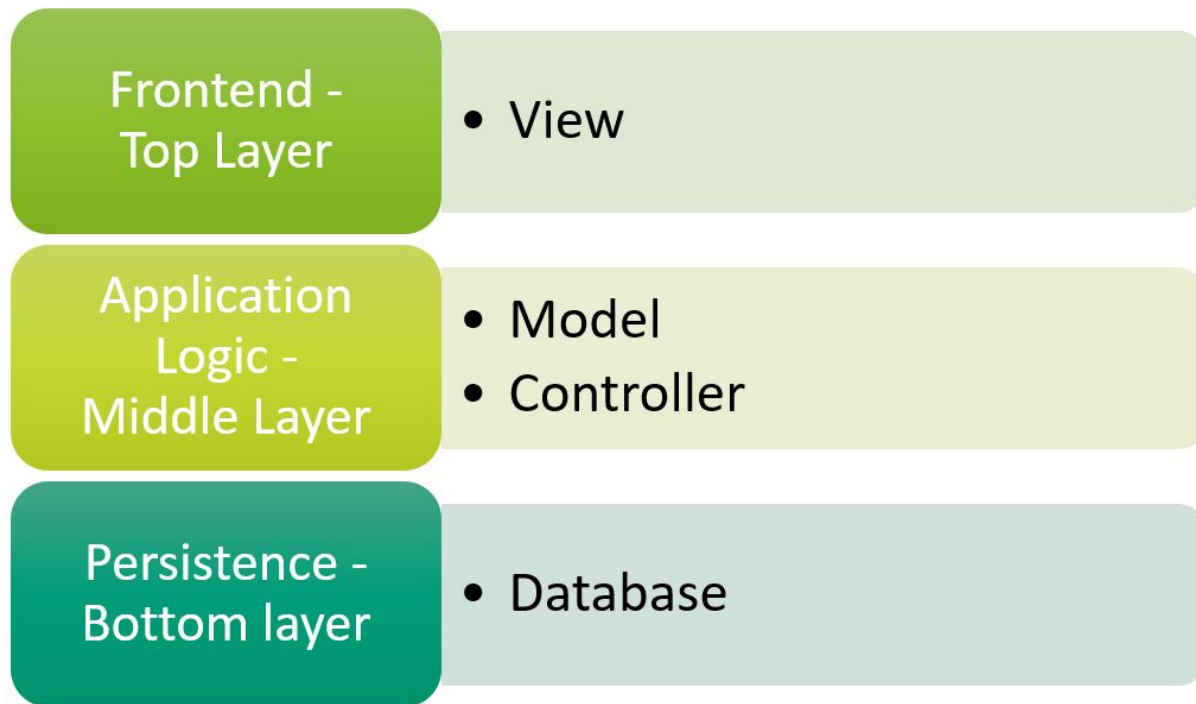 Frontend -
Top Layer
• View
Application
Logic -
Middle Layer
• Model
• Controller
Persistence -
Bottom layer
• Database